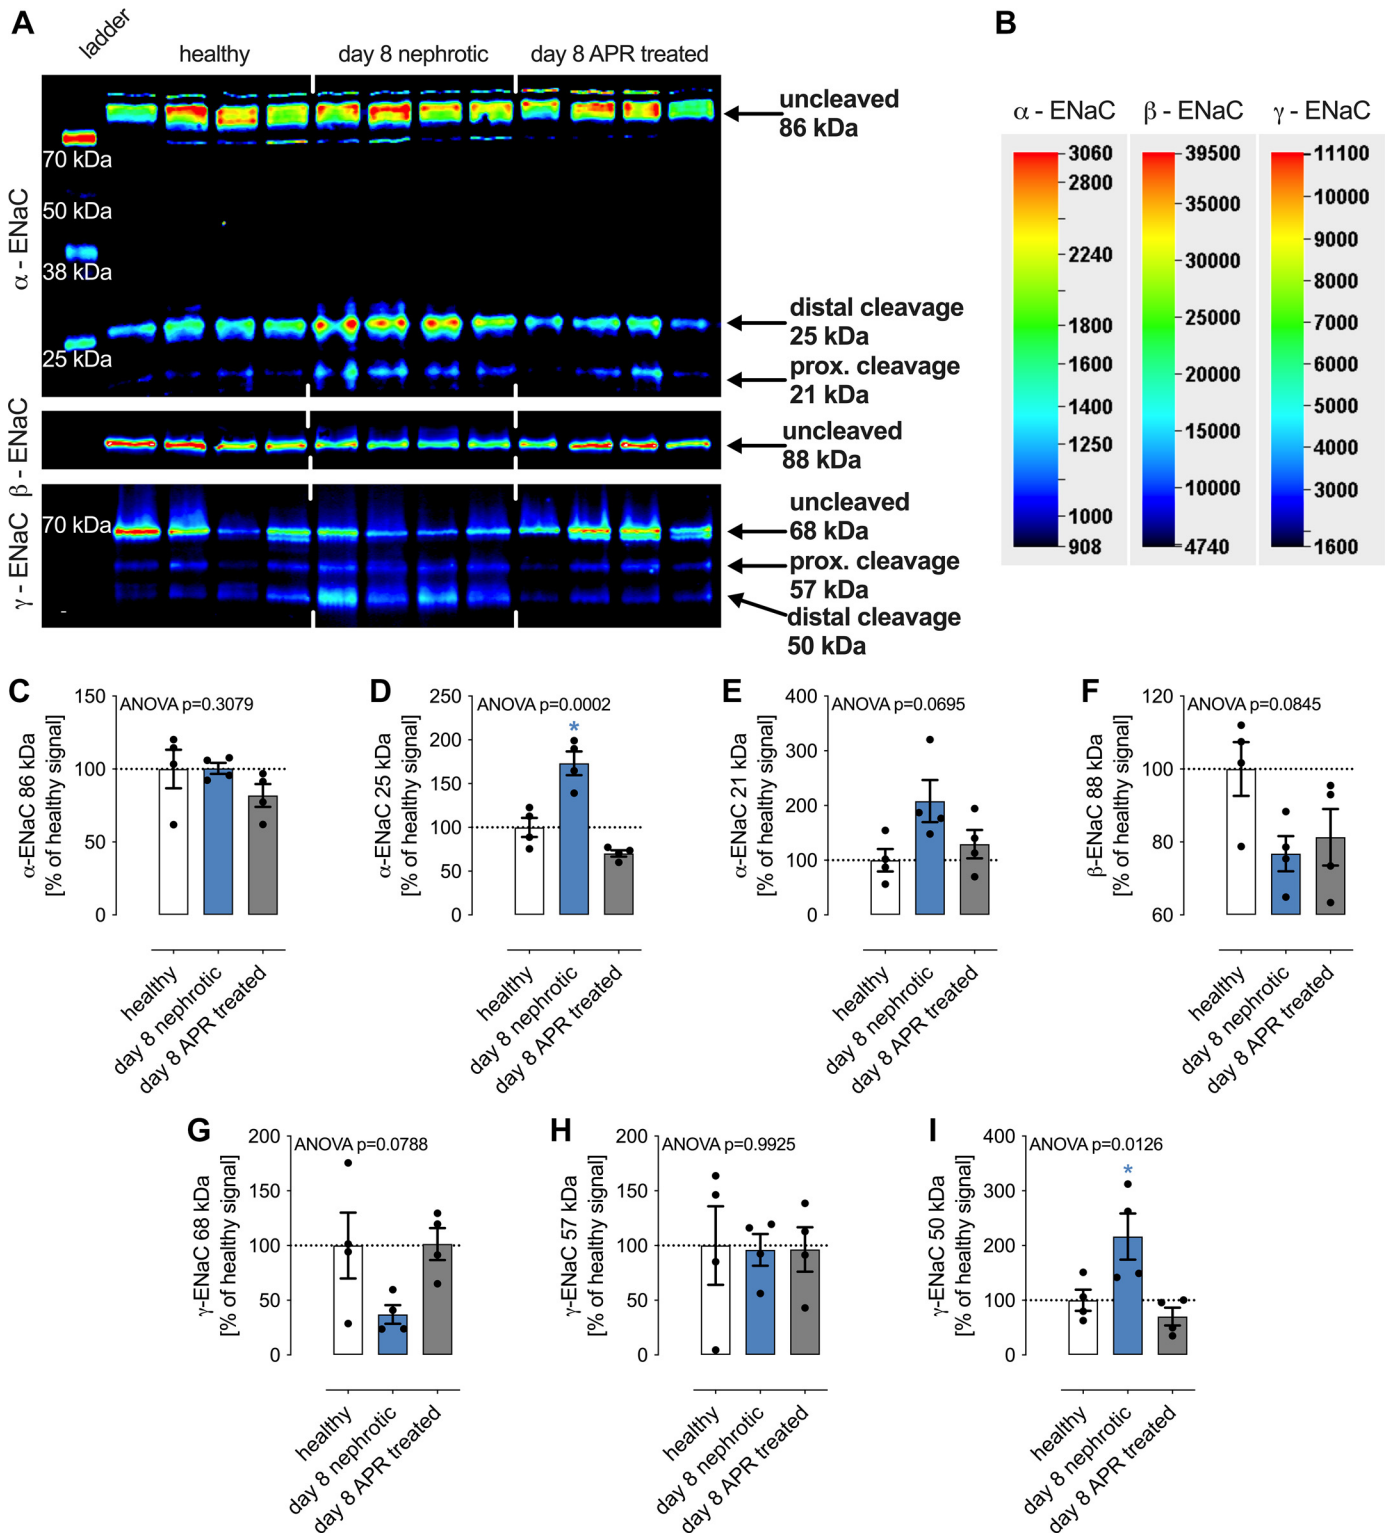 A
ladder
healthy
day 8 nephrotic
day 8 APR treated
α - ENaC
70 kDa
50 kDa
38 kDa
25 kDa
uncleaved
86 kDa
distal cleavage
25 kDa
prox. cleavage
21 kDa
β - ENaC
uncleaved
88 kDa
γ - ENaC
70 kDa
uncleaved
68 kDa
prox. cleavage
57 kDa
distal cleavage
50 kDa
B
α - ENaC
3060
2800
2240
1800
1600
1400
1250
1000
908
β - ENaC
39500
35000
30000
25000
20000
15000
10000
4740
γ - ENaC
11100
10000
9000
8000
7000
6000
5000
4000
3000
1600
C
α-ENaC 86 kDa
[% of healthy signal]
ANOVA p=0.3079
150
100
50
0
healthy
day 8 nephrotic
day 8 APR treated
D
α-ENaC 25 kDa
[% of healthy signal]
ANOVA p=0.0002
250
200
150
100
50
0
*
healthy
day 8 nephrotic
day 8 APR treated
E
α-ENaC 21 kDa
[% of healthy signal]
ANOVA p=0.0695
400
300
200
100
0
healthy
day 8 nephrotic
day 8 APR treated
F
β-ENaC 88 kDa
[% of healthy signal]
ANOVA p=0.0845
120
100
80
60
healthy
day 8 nephrotic
day 8 APR treated
G
γ-ENaC 68 kDa
[% of healthy signal]
ANOVA p=0.0788
200
150
100
50
0
healthy
day 8 nephrotic
day 8 APR treated
H
γ-ENaC 57 kDa
[% of healthy signal]
ANOVA p=0.9925
200
150
100
50
0
healthy
day 8 nephrotic
day 8 APR treated
I
γ-ENaC 50 kDa
[% of healthy signal]
ANOVA p=0.0126
400
300
200
100
0
*
healthy
day 8 nephrotic
day 8 APR treated